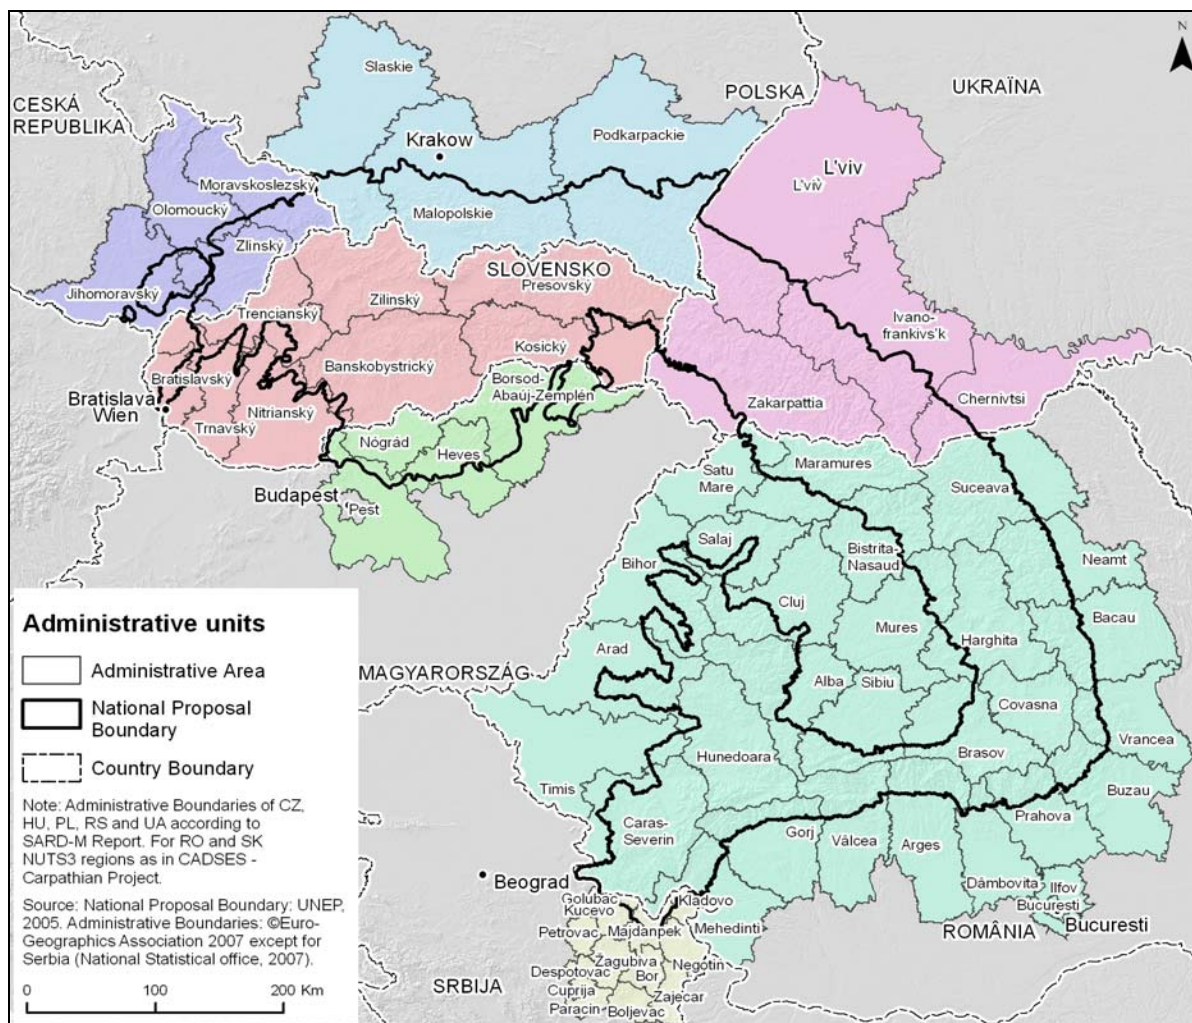 N
CESKÁ
REPUBLIKA
POLSKA
UKRAÏNA
Slaskie
Krakow
Podkarpackie
L'viv
L'viv
Moravskoslezský
Olomoucký
Malopolskie
Zlinský
Jihomoravský
SLOVENSKO
Presovský
Zilinský
Trencianský
Ivano-
frankivs'k
Kosický
Banskobystrický
Bratislavský
Borsod-
Abaúj-Zemplén
Bratislava
Wien
Nitrianský
Trnavský
Zakarpattia
Chernivtsi
Nógrád
Heves
Budapest
Pest
Satu
Mare
Maramures
Suceava
Salaj
Bihor
Bistrita-
Nasaud
Neamt
Cluj
Bacau
Mures
Harghita
Arad
MAGYARORSZÁG
Alba
Sibiu
Covasna
Vrancea
Hunedoara
Brasov
Timis
Buzau
Caras-
Severin
Gorj
Vâlcea
Arges
Prahova
Beograd
Dâmbovita
Ilfov
Bucuresti
Bucuresti
ROMÂNIA
Golubac
Kucevo
Kladovo
Petrovac
Majdanpek
Mehedinti
Zagubiva
Despotovac
Bor
Negotin
Cuprija
Zajecar
Paracin
Boljevac
SRBIJA
Administrative units
Administrative Area
National Proposal
Boundary
Country Boundary
Note: Administrative Boundaries of CZ,
HU, PL, RS and UA according to
SARD-M Report. For RO and SK
NUTS3 regions as in CADSES -
Carpathian Project.
Source: National Proposal Boundary: UNEP,
2005. Administrative Boundaries: ©Euro-
Geographics Association 2007 except for
Serbia (National Statistical office, 2007).
0 100 200 Km